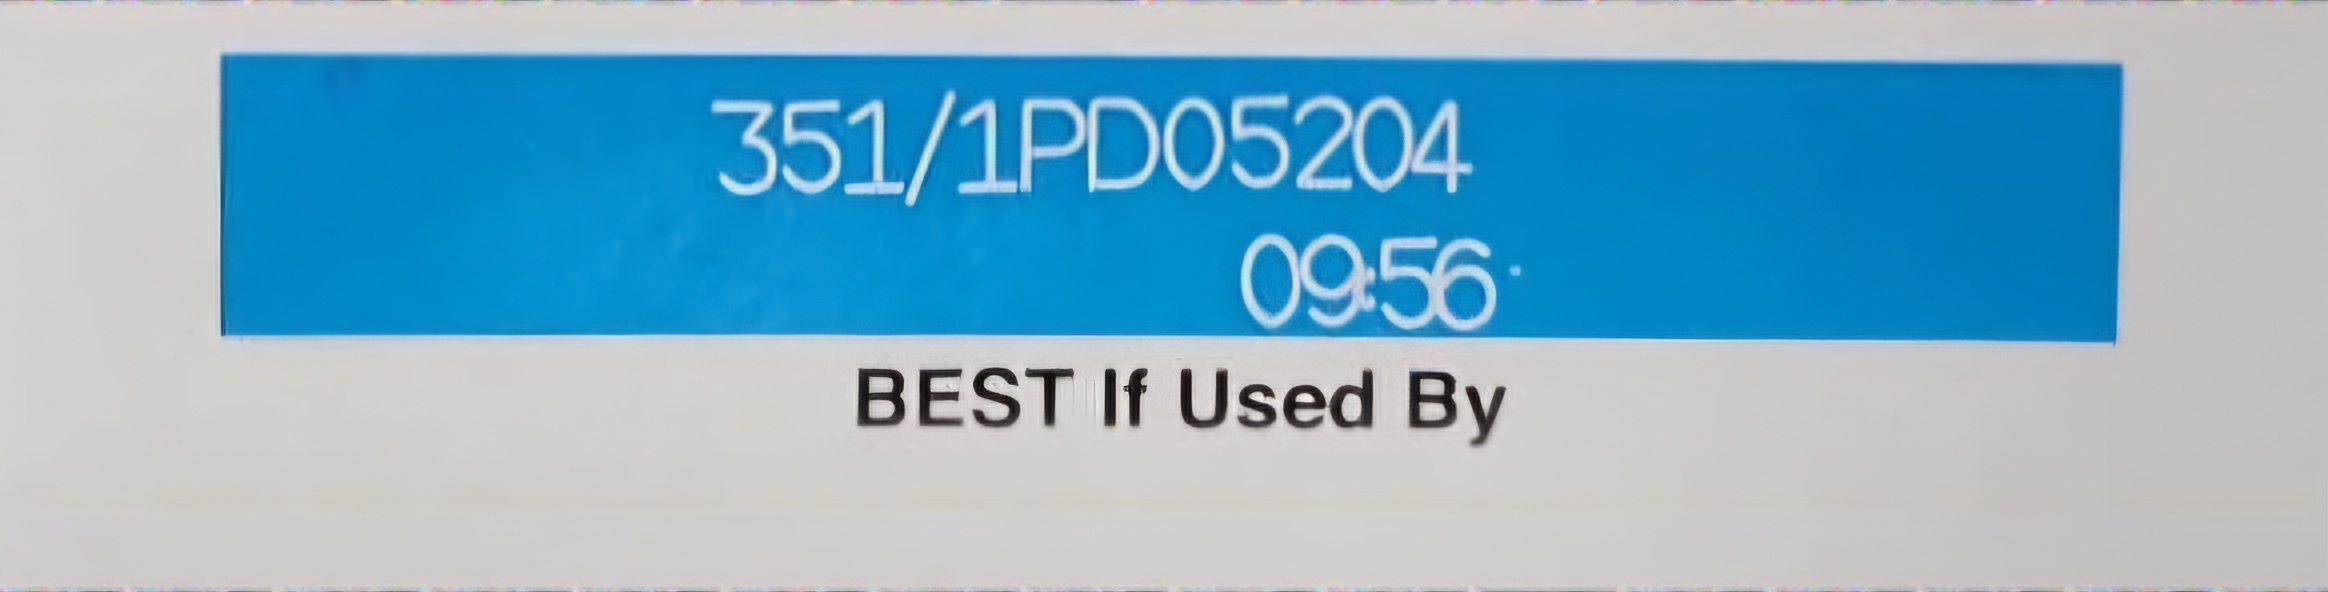 351/1PD05204
09:56
BEST If Used By